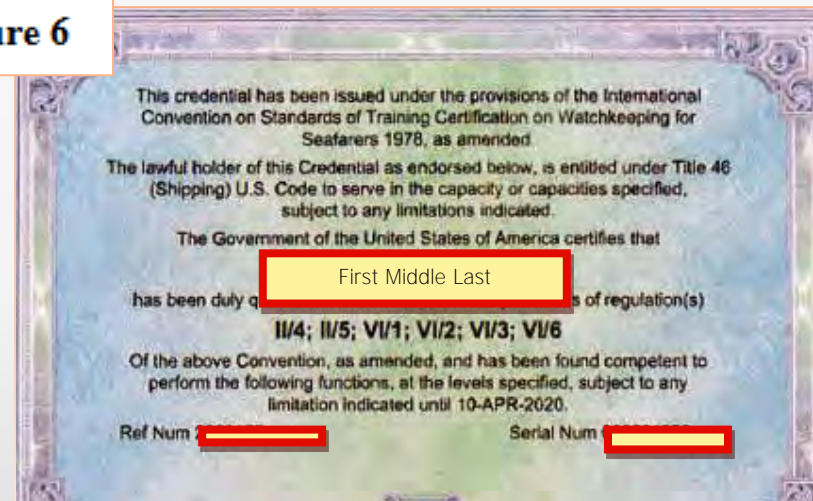 ure 6
This credential has been issued under the provisions of the International
Convention on Standards of Training Certification on Watchkeeping for
Seafarers 1978, as amended
The lawful holder of this Credential as endorsed below, is entitled under Title 46
(Shipping) U.S. Code to serve in the capacity or capacities specified,
subject to any limitations indicated.
The Government of the United States of America certifies that
First Middle Last
has been duly s of regulation(s)
II/4; II/5; VI/1; VI/2; VI/3; VI/6
Of the above Convention, as amended, and has been found competent to
perform the following functions, at the levels specified, subject to any
limitation indicated until 10-APR-2020.
Ref Num Serial Num